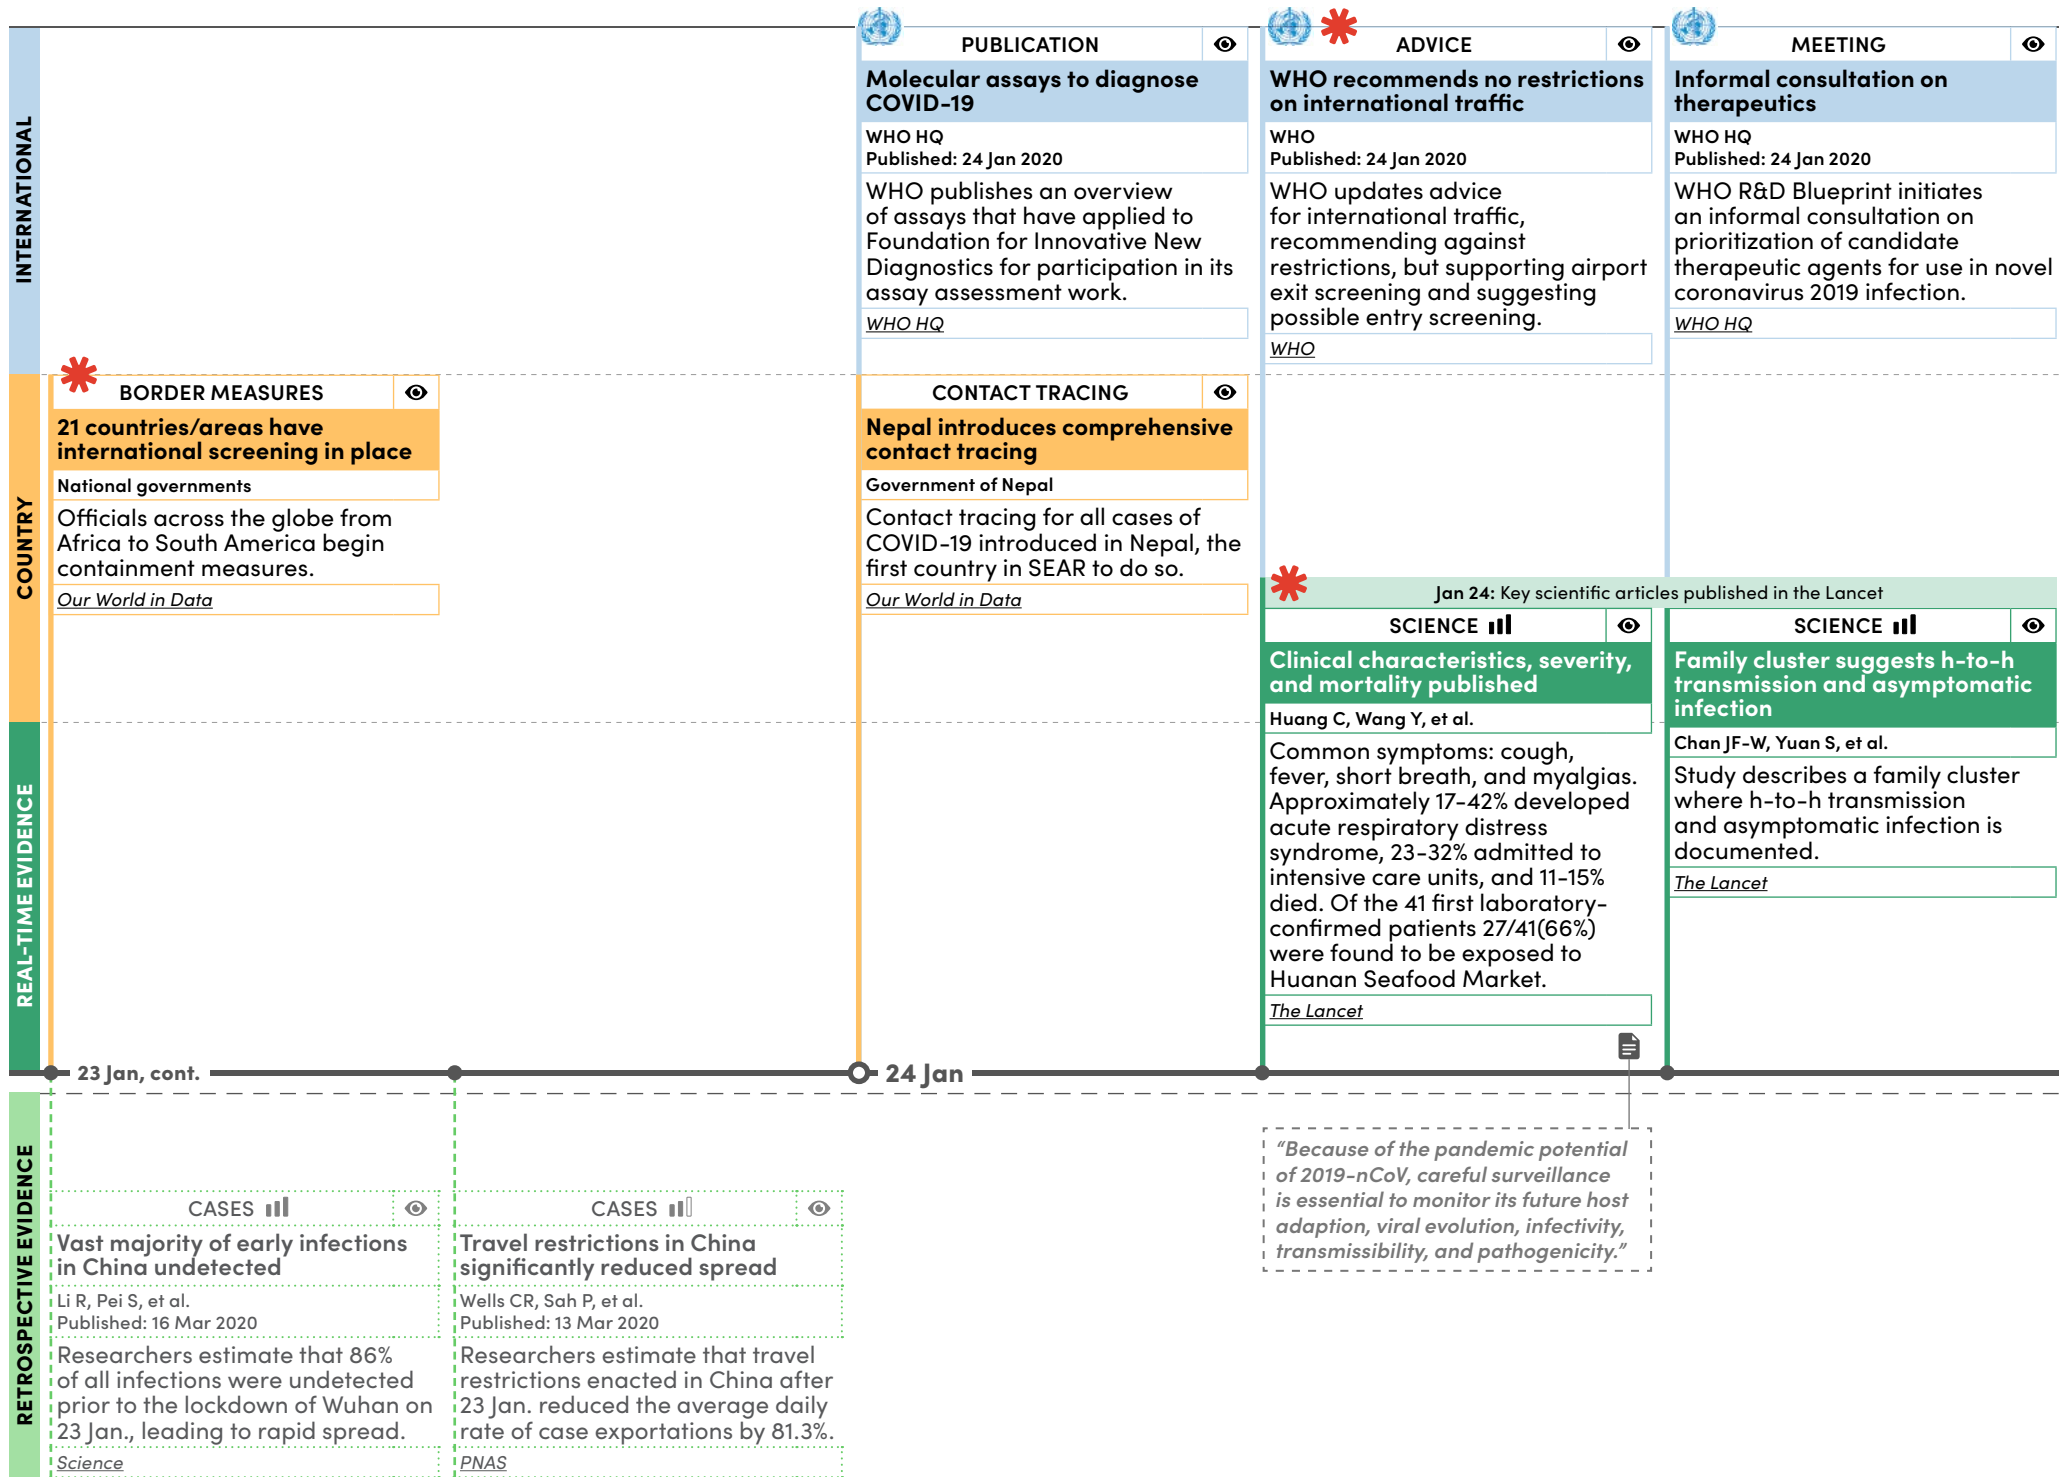 INTERNATIONAL
PUBLICATION
Molecular assays to diagnose
COVID-19
WHO HQ
Published: 24 Jan 2020
WHO publishes an overview
of assays that have applied to
Foundation for Innovative New
Diagnostics for participation in its
assay assessment work.
WHO HQ
ADVICE
WHO recommends no restrictions
on international traffic
WHO
Published: 24 Jan 2020
WHO updates advice
for international traffic,
recommending against
restrictions, but supporting airport
exit screening and suggesting
possible entry screening.
WHO
MEETING
Informal consultation on
therapeutics
WHO HQ
Published: 24 Jan 2020
WHO R&D Blueprint initiates
an informal consultation on
prioritization of candidate
therapeutic agents for use in novel
coronavirus 2019 infection.
WHO HQ
COUNTRY
BORDER MEASURES
21 countries/areas have
international screening in place
National governments
Officials across the globe from
Africa to South America begin
containment measures.
Our World in Data
CONTACT TRACING
Nepal introduces comprehensive
contact tracing
Government of Nepal
Contact tracing for all cases of
COVID-19 introduced in Nepal, the
first country in SEAR to do so.
Our World in Data
REAL-TIME EVIDENCE
Jan 24: Key scientific articles published in the Lancet
SCIENCE
Clinical characteristics, severity,
and mortality published
Huang C, Wang Y, et al.
Common symptoms: cough,
fever, short breath, and myalgias.
Approximately 17-42% developed
acute respiratory distress
syndrome, 23-32% admitted to
intensive care units, and 11-15%
died. Of the 41 first laboratory-
confirmed patients 27/41(66%)
were found to be exposed to
Huanan Seafood Market.
The Lancet
SCIENCE
Family cluster suggests h-to-h
transmission and asymptomatic
infection
Chan JF-W, Yuan S, et al.
Study describes a family cluster
where h-to-h transmission
and asymptomatic infection is
documented.
The Lancet
23 Jan, cont.
24 Jan
RETROSPECTIVE EVIDENCE
CASES
Vast majority of early infections
in China undetected
Li R, Pei S, et al.
Published: 16 Mar 2020
Researchers estimate that 86%
of all infections were undetected
prior to the lockdown of Wuhan on
23 Jan., leading to rapid spread.
Science
CASES
Travel restrictions in China
significantly reduced spread
Wells CR, Sah P, et al.
Published: 13 Mar 2020
Researchers estimate that travel
restrictions enacted in China after
23 Jan. reduced the average daily
rate of case exportations by 81.3%.
PNAS
“Because of the pandemic potential
of 2019-nCoV, careful surveillance
is essential to monitor its future host
adaption, viral evolution, infectivity,
transmissibility, and pathogenicity.”